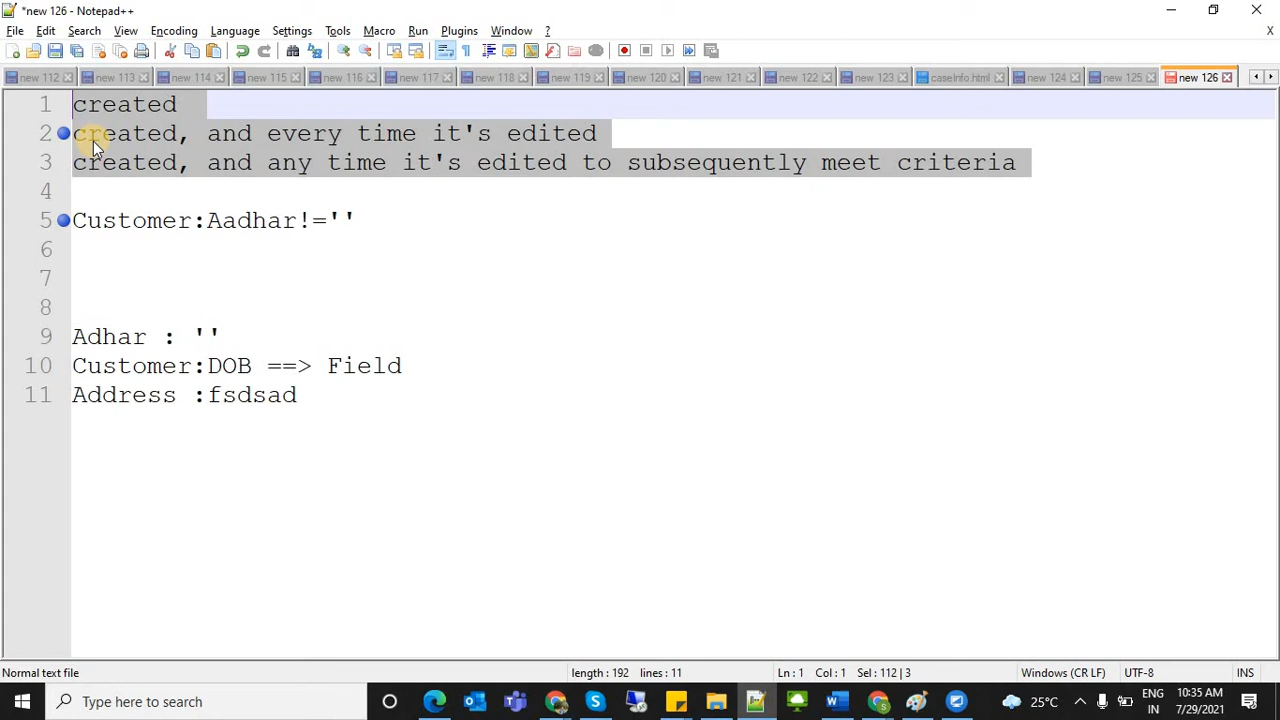 *new 126 - Notepad++
File Edit Search View Encoding Language Settings Tools Macro Run Plugins Window ? X
new 112 new 113 new 114 new 115 new 116 new 117 new 118 new 119 new 120 new 121 new 122 new 123 caseInfo.html new 124 new 125 new 126
1 created
2 created, and every time it's edited
3 created, and any time it's edited to subsequently meet criteria
4
5 Customer:Aadhar!=''
6
7
8
9 Adhar : ''
10 Customer:DOB ==> Field
11 Address :fsdsad
Normal text file length : 192 lines : 11 Ln : 1 Col : 1 Sel : 112 | 3 Windows (CR LF) UTF-8 INS
Type here to search 25°C ENG 10:35 AM
IN 7/29/2021